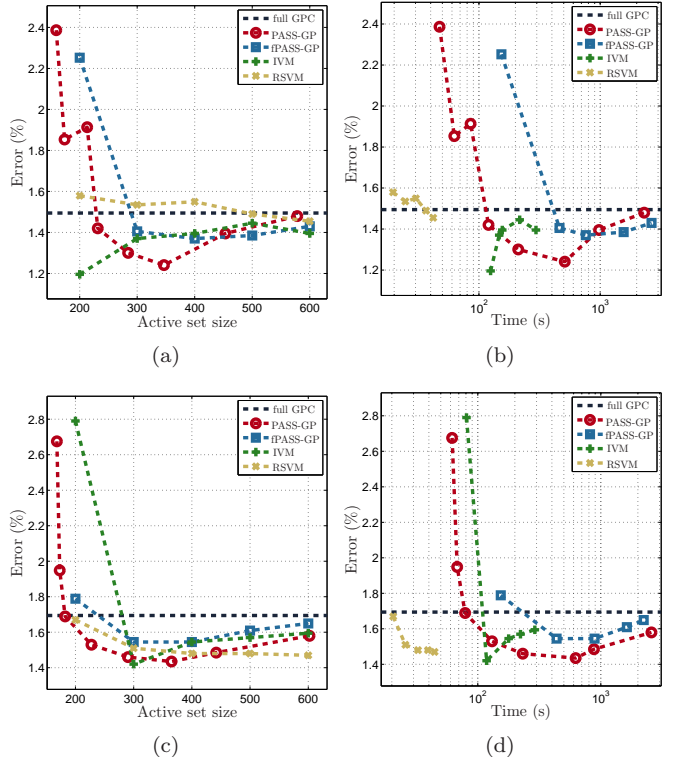 2.4
2.2
2
1.8
1.6
1.4
1.2
Error (%)
200 300 400 500 600
Active set size
full GPC
PASS-GP
fPASS-GP
IVM
RSVM
(a)
2.4
2.2
2
1.8
1.6
1.4
1.2
Error (%)
10² 10³
Time (s)
full GPC
PASS-GP
fPASS-GP
IVM
RSVM
(b)
2.8
2.6
2.4
2.2
2
1.8
1.6
1.4
Error (%)
200 300 400 500 600
Active set size
full GPC
PASS-GP
fPASS-GP
IVM
RSVM
(c)
2.8
2.6
2.4
2.2
2
1.8
1.6
1.4
Error (%)
10² 10³
Time (s)
full GPC
PASS-GP
fPASS-GP
IVM
RSVM
(d)